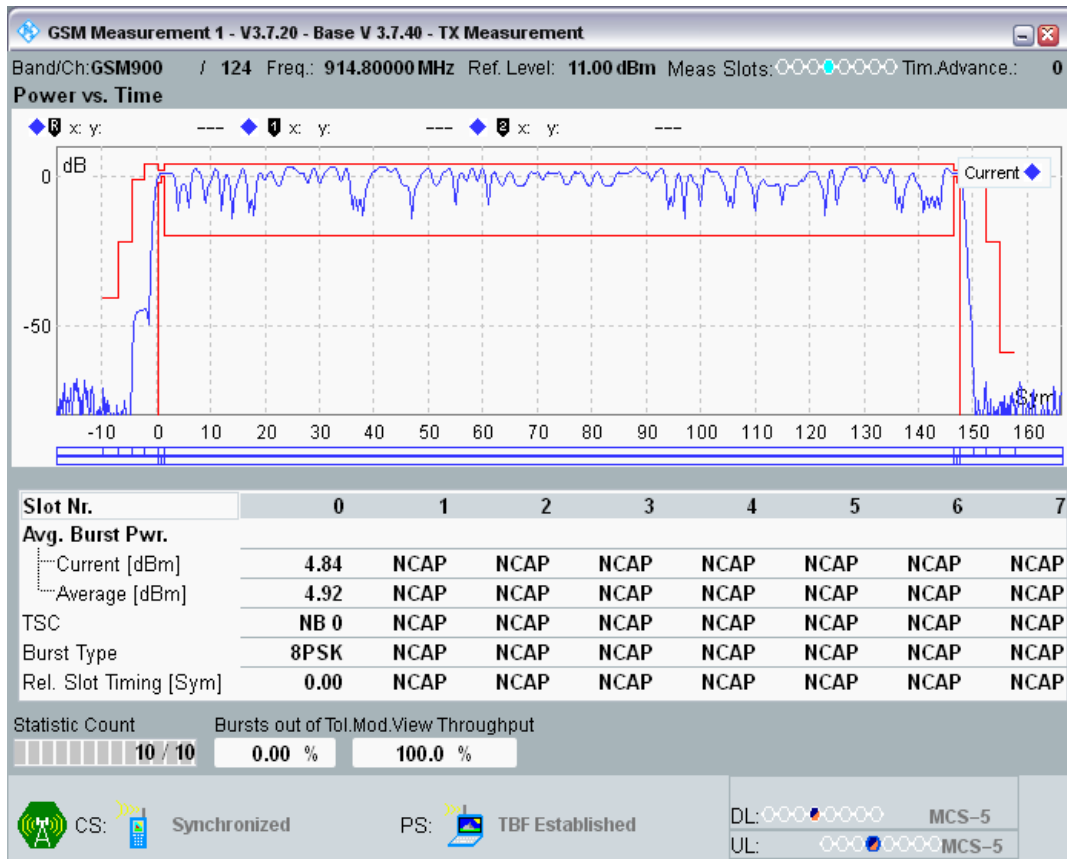 GSM Measurement 1 - V3.7.20 - Base V 3.7.40 - TX Measurement
Band/Ch:GSM900 / 124 Freq.: 914.80000 MHz Ref. Level: 11.00 dBm Meas Slots: Tim.Advance.: 0
Power vs. Time
R x: y: --- 1 x: y: --- 2 x: y: ---
dB
Current
0
-50
Sym
-10 0 10 20 30 40 50 60 70 80 90 100 110 120 130 140 150 160
Slot Nr. 0 1 2 3 4 5 6 7
Avg. Burst Pwr.
Current [dBm] 4.84 NCAP NCAP NCAP NCAP NCAP NCAP NCAP
Average [dBm] 4.92 NCAP NCAP NCAP NCAP NCAP NCAP NCAP
TSC NB 0 NCAP NCAP NCAP NCAP NCAP NCAP NCAP
Burst Type 8PSK NCAP NCAP NCAP NCAP NCAP NCAP NCAP
Rel. Slot Timing [Sym] 0.00 NCAP NCAP NCAP NCAP NCAP NCAP NCAP
Statistic Count Bursts out of Tol. Mod.View Throughput
10 / 10 0.00 % 100.0 %
CS: Synchronized PS: TBF Established DL: MCS-5
UL: MCS-5